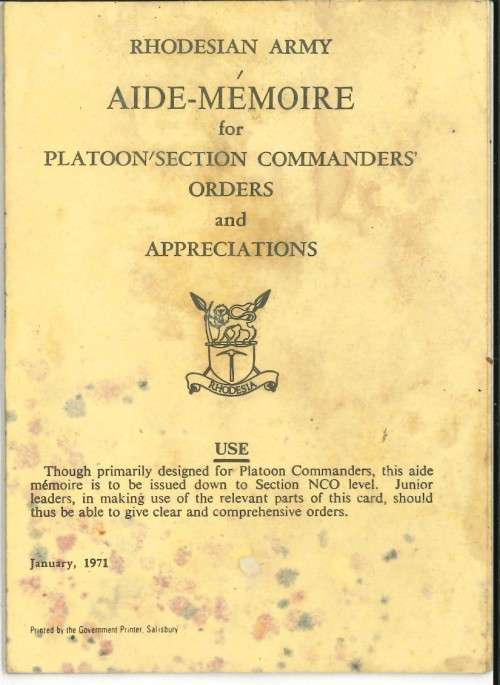 RHODESIAN ARMY
AIDE-MÉMOIRE
for
PLATOON/SECTION COMMANDERS'
ORDERS
and
APPRECIATIONS
RHODESIA
USE
Though primarily designed for Platoon Commanders, this aide
mémoire is to be issued down to Section NCO level. Junior
leaders, in making use of the relevant parts of this card, should
thus be able to give clear and comprehensive orders.
January, 1971
Printed by the Government Printer, Salisbury